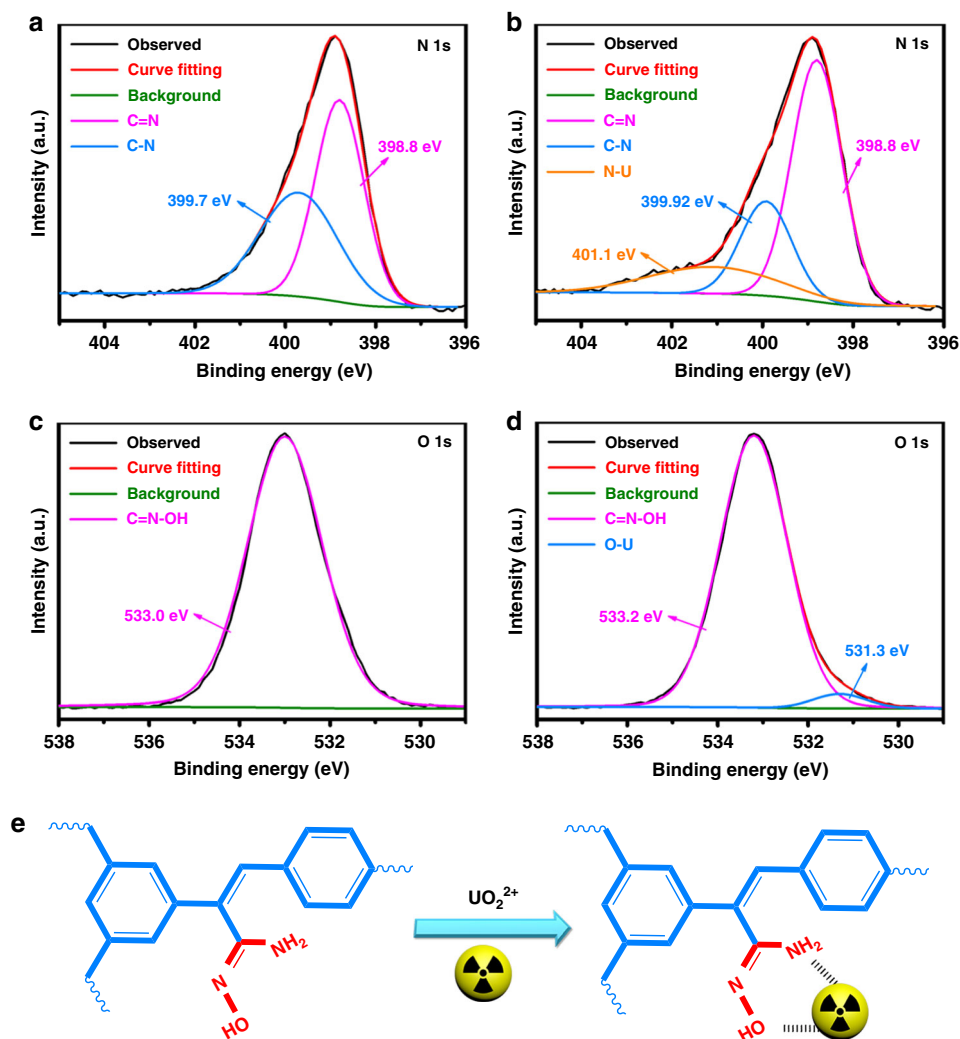 a
N 1s
Observed
Curve fitting
Background
C=N
C-N
398.8 eV
399.7 eV
Intensity (a.u.)
404 402 400 398 396
Binding energy (eV)
b
N 1s
Observed
Curve fitting
Background
C=N
C-N
N-U
398.8 eV
399.92 eV
401.1 eV
Intensity (a.u.)
404 402 400 398 396
Binding energy (eV)
c
O 1s
Observed
Curve fitting
Background
C=N-OH
533.0 eV
Intensity (a.u.)
538 536 534 532 530
Binding energy (eV)
d
O 1s
Observed
Curve fitting
Background
C=N-OH
O-U
533.2 eV
531.3 eV
Intensity (a.u.)
538 536 534 532 530
Binding energy (eV)
e
NH₂
N
HO
UO₂²⁺
NH₂
N
HO